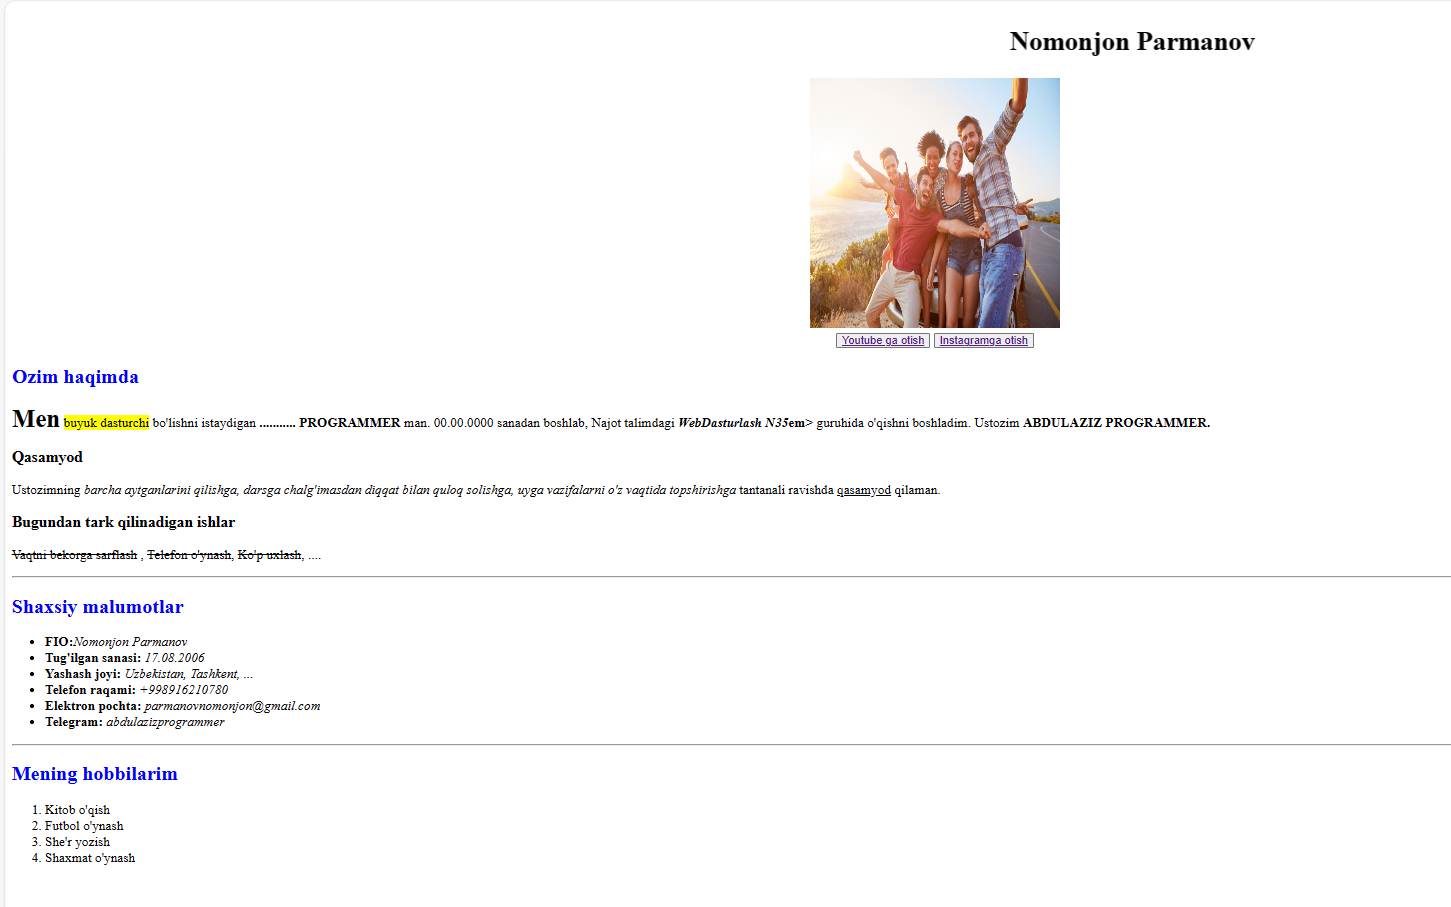 Nomonjon Parmanov
Youtube ga otish Instagramga otish
Ozim haqimda
Men buyuk dasturchi bo'lishni istaydigan ........... PROGRAMMER man. 00.00.0000 sanadan boshlab, Najot talimdagi WebDasturlash N35em> guruhida o'qishni boshladim. Ustozim ABDULAZIZ PROGRAMMER.
Qasamyod
Ustozimning barcha aytganlarini qilishga, darsga chalg'imasdan diqqat bilan quloq solishga, uyga vazifalarni o'z vaqtida topshirishga tantanali ravishda qasamyod qilaman.
Bugundan tark qilinadigan ishlar
Vaqtni bekorga sarflash , Telefon o'ynash, Ko'p uxlash, ....
Shaxsiy malumotlar
• FIO:Nomonjon Parmanov
• Tug'ilgan sanasi: 17.08.2006
• Yashash joyi: Uzbekistan, Tashkent, ...
• Telefon raqami: +998916210780
• Elektron pochta: parmanovnomonjon@gmail.com
• Telegram: abdulazizprogrammer
Mening hobbilarim
1. Kitob o'qish
2. Futbol o'ynash
3. She'r yozish
4. Shaxmat o'ynash